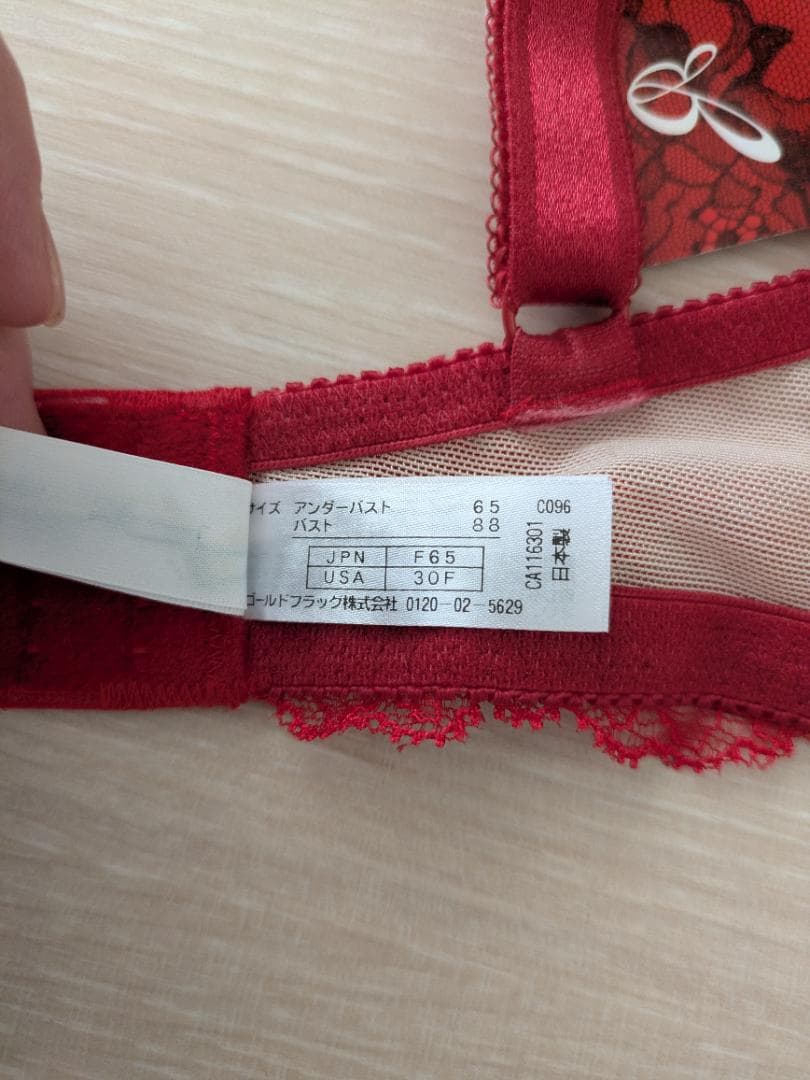 サイズ アンダーバスト 65
バスト 88
JPN F65
USA 30F
ゴールドフラッグ株式会社 0120-02-5629
C096
CA116301
日本製